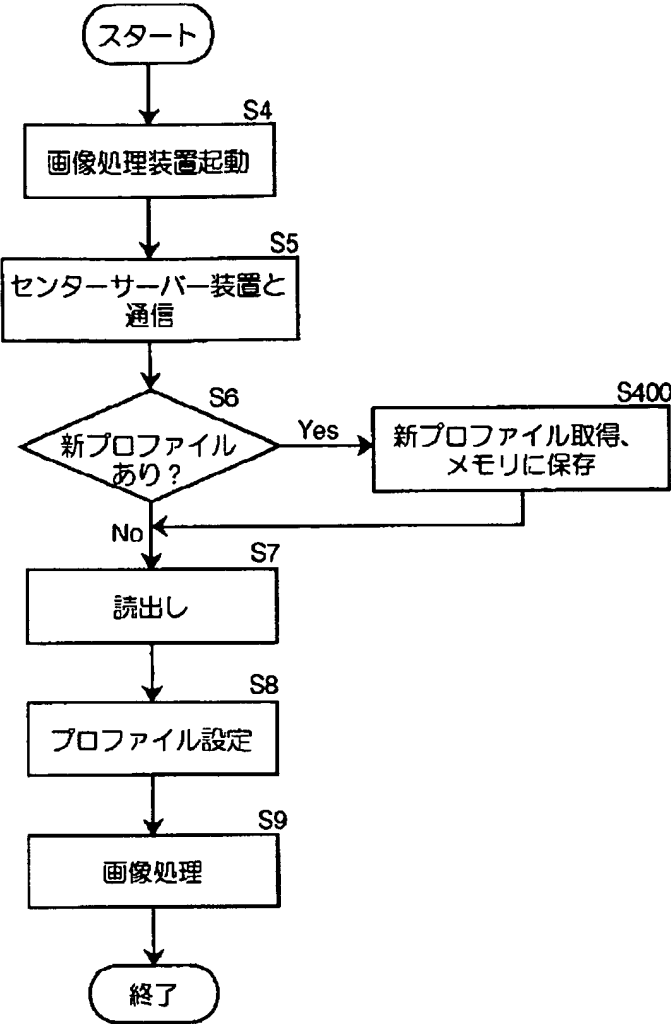 スタート
S4
画像処理装置起動
S5
センターサーバー装置と
通信
S6
新プロファイル
あり？
Yes
S400
新プロファイル取得、
メモリに保存
No
S7
読出し
S8
プロファイル設定
S9
画像処理
終了